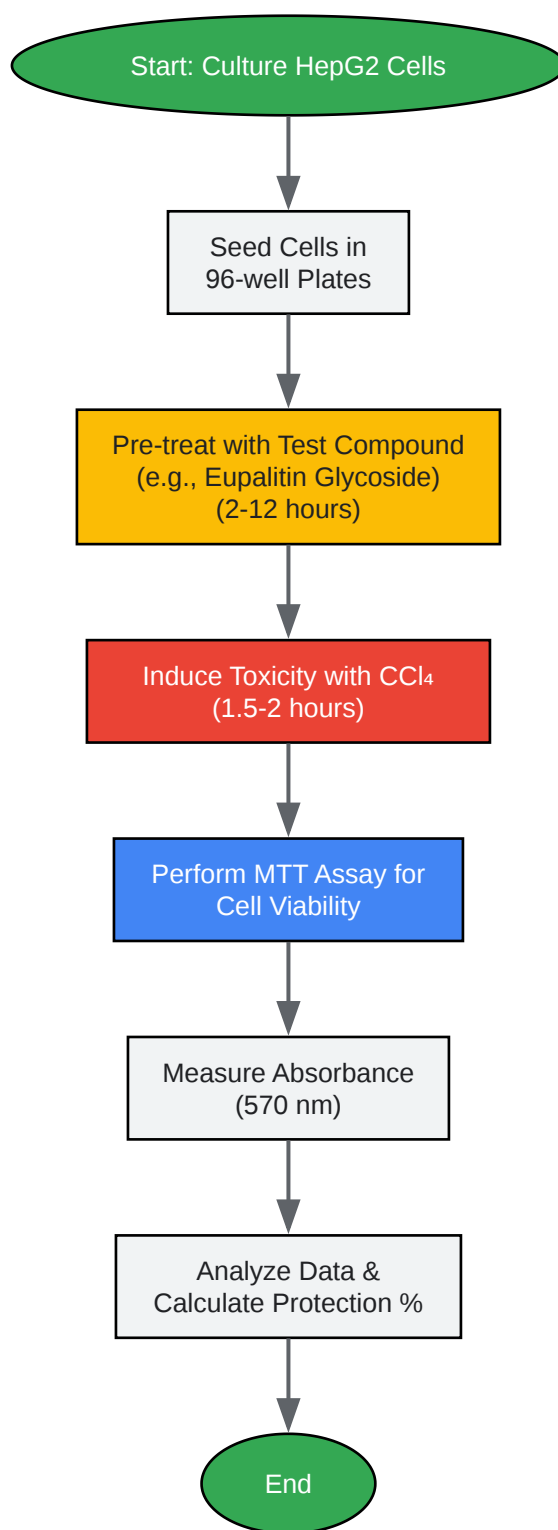 Start: Culture HepG2 Cells
Seed Cells in
96-well Plates
Pre-treat with Test Compound
(e.g., Eupalitin Glycoside)
(2-12 hours)
Induce Toxicity with CCl₄
(1.5-2 hours)
Perform MTT Assay for
Cell Viability
Measure Absorbance
(570 nm)
Analyze Data &
Calculate Protection %
End